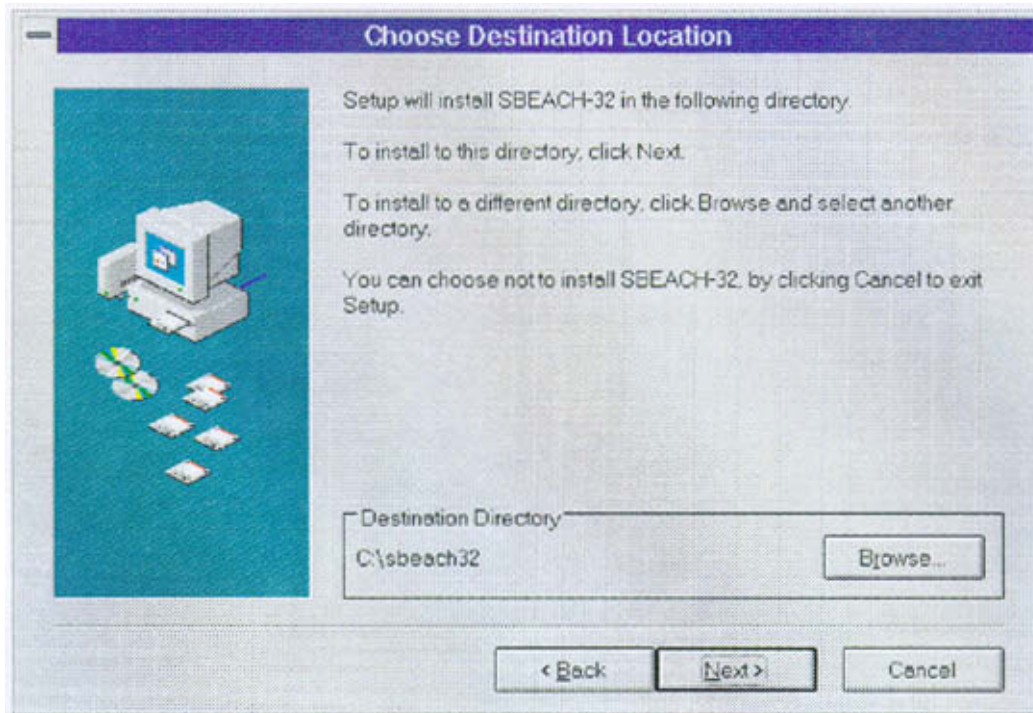 Choose Destination Location
Setup will install SBEACH-32 in the following directory.
To install to this directory, click Next.
To install to a different directory, click Browse and select another
directory.
You can choose not to install SBEACH-32, by clicking Cancel to exit
Setup.
Destination Directory
C:\sbeach32
Browse...
< Back
Next >
Cancel